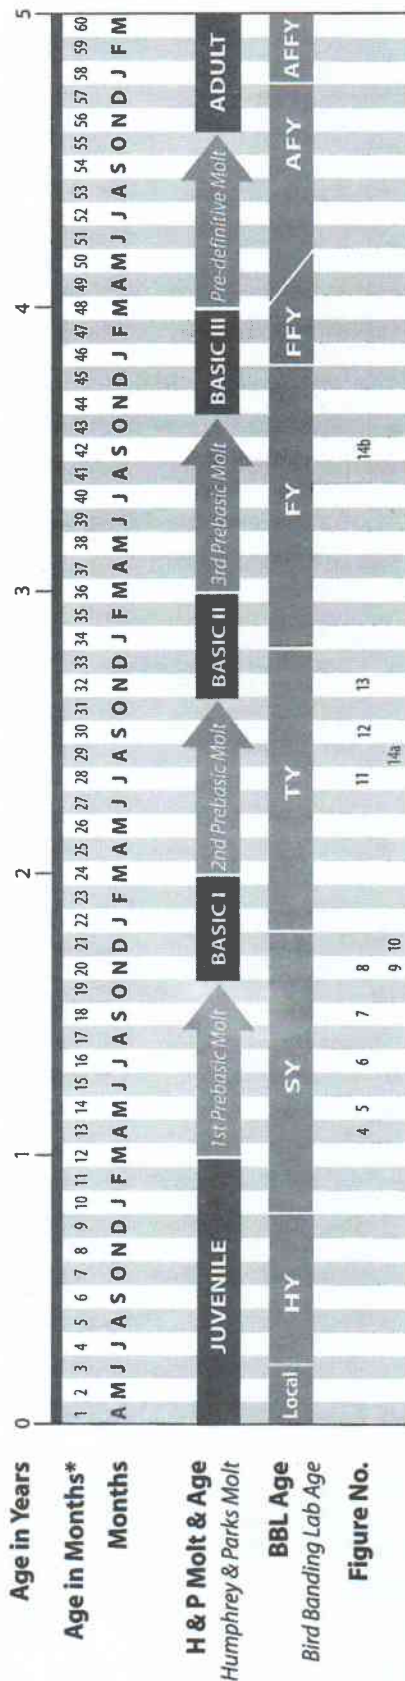 Age in Years 0 1 2 3 4 5
Age in Months* 1 2 3 4 5 6 7 8 9 10 11 12 13 14 15 16 17 18 19 20 21 22 23 24 25 26 27 28 29 30 31 32 33 34 35 36 37 38 39 40 41 42 43 44 45 46 47 48 49 50 51 52 53 54 55 56 57 58 59 60
Months A M J J A S O N D J F M A M J J A S O N D J F M A M J J A S O N D J F M A M J J A S O N D J F M A M J J A S O N D J F M
H & P Molt & Age JUVENILE 1st Prebasic Molt BASIC I 2nd Prebasic Molt BASIC II 3rd Prebasic Molt BASIC III Pre-definitive Molt ADULT
Humphrey & Parks Molt
BBL Age Local HY SY TY FY FFY AFY AFFY
Bird Banding Lab Age
Figure No. 4 5 6 7 8 11 12 13 14b
9 10 14a